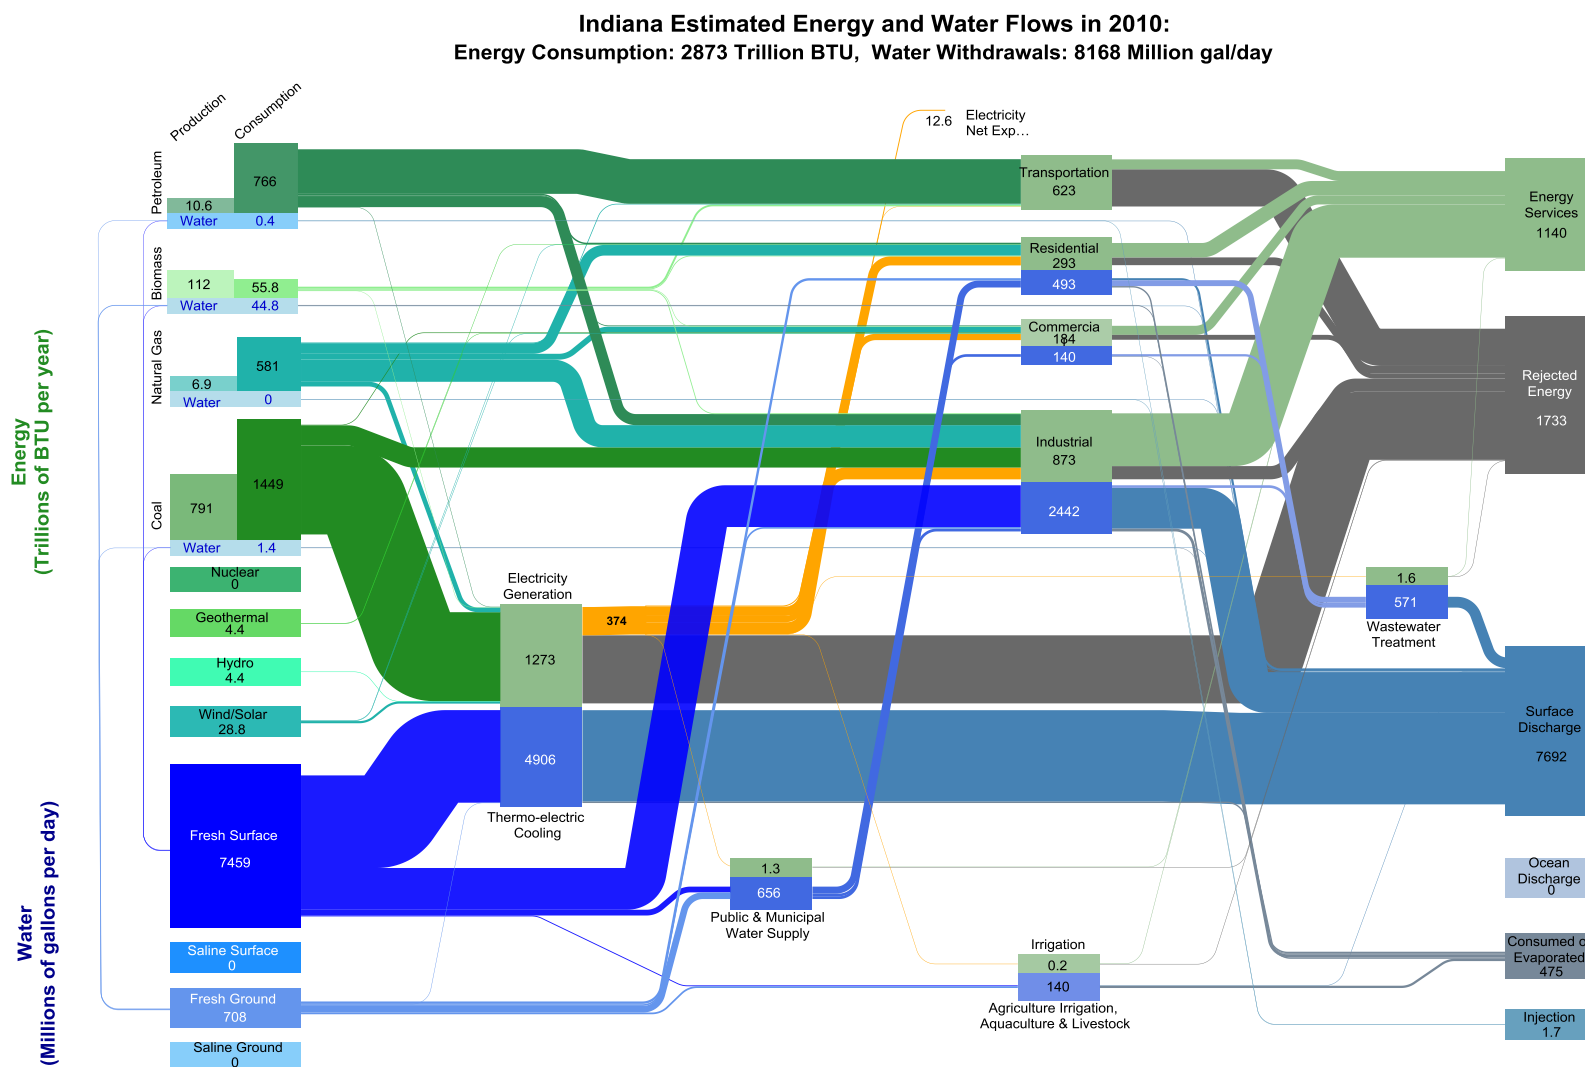 Indiana Estimated Energy and Water Flows in 2010:
Energy Consumption: 2873 Trillion BTU,  Water Withdrawals: 8168 Million gal/day
Production
Consumption
Petroleum
766
10.6
Water
0.4
Biomass
112
55.8
Water
44.8
Natural Gas
581
6.9
Water
0
Energy
(Trillions of BTU per year)
Coal
1449
791
Water
1.4
Nuclear
0
Geothermal
4.4
Hydro
4.4
Wind/Solar
28.8
Water
(Millions of gallons per day)
Fresh Surface
7459
Saline Surface
0
Fresh Ground
708
Saline Ground
0
Electricity
Generation
374
1273
4906
Thermo-electric
Cooling
12.6
Electricity
Net Exp…
1.3
656
Public & Municipal
Water Supply
Transportation
623
Residential
293
493
Commercia
l
184
140
Industrial
873
2442
Irrigation
0.2
140
Agriculture Irrigation,
Aquaculture & Livestock
1.6
571
Wastewater
Treatment
Energy
Services
1140
Rejected
Energy
1733
Surface
Discharge
7692
Ocean
Discharge
0
Consumed o
Evaporated
475
Injection
1.7